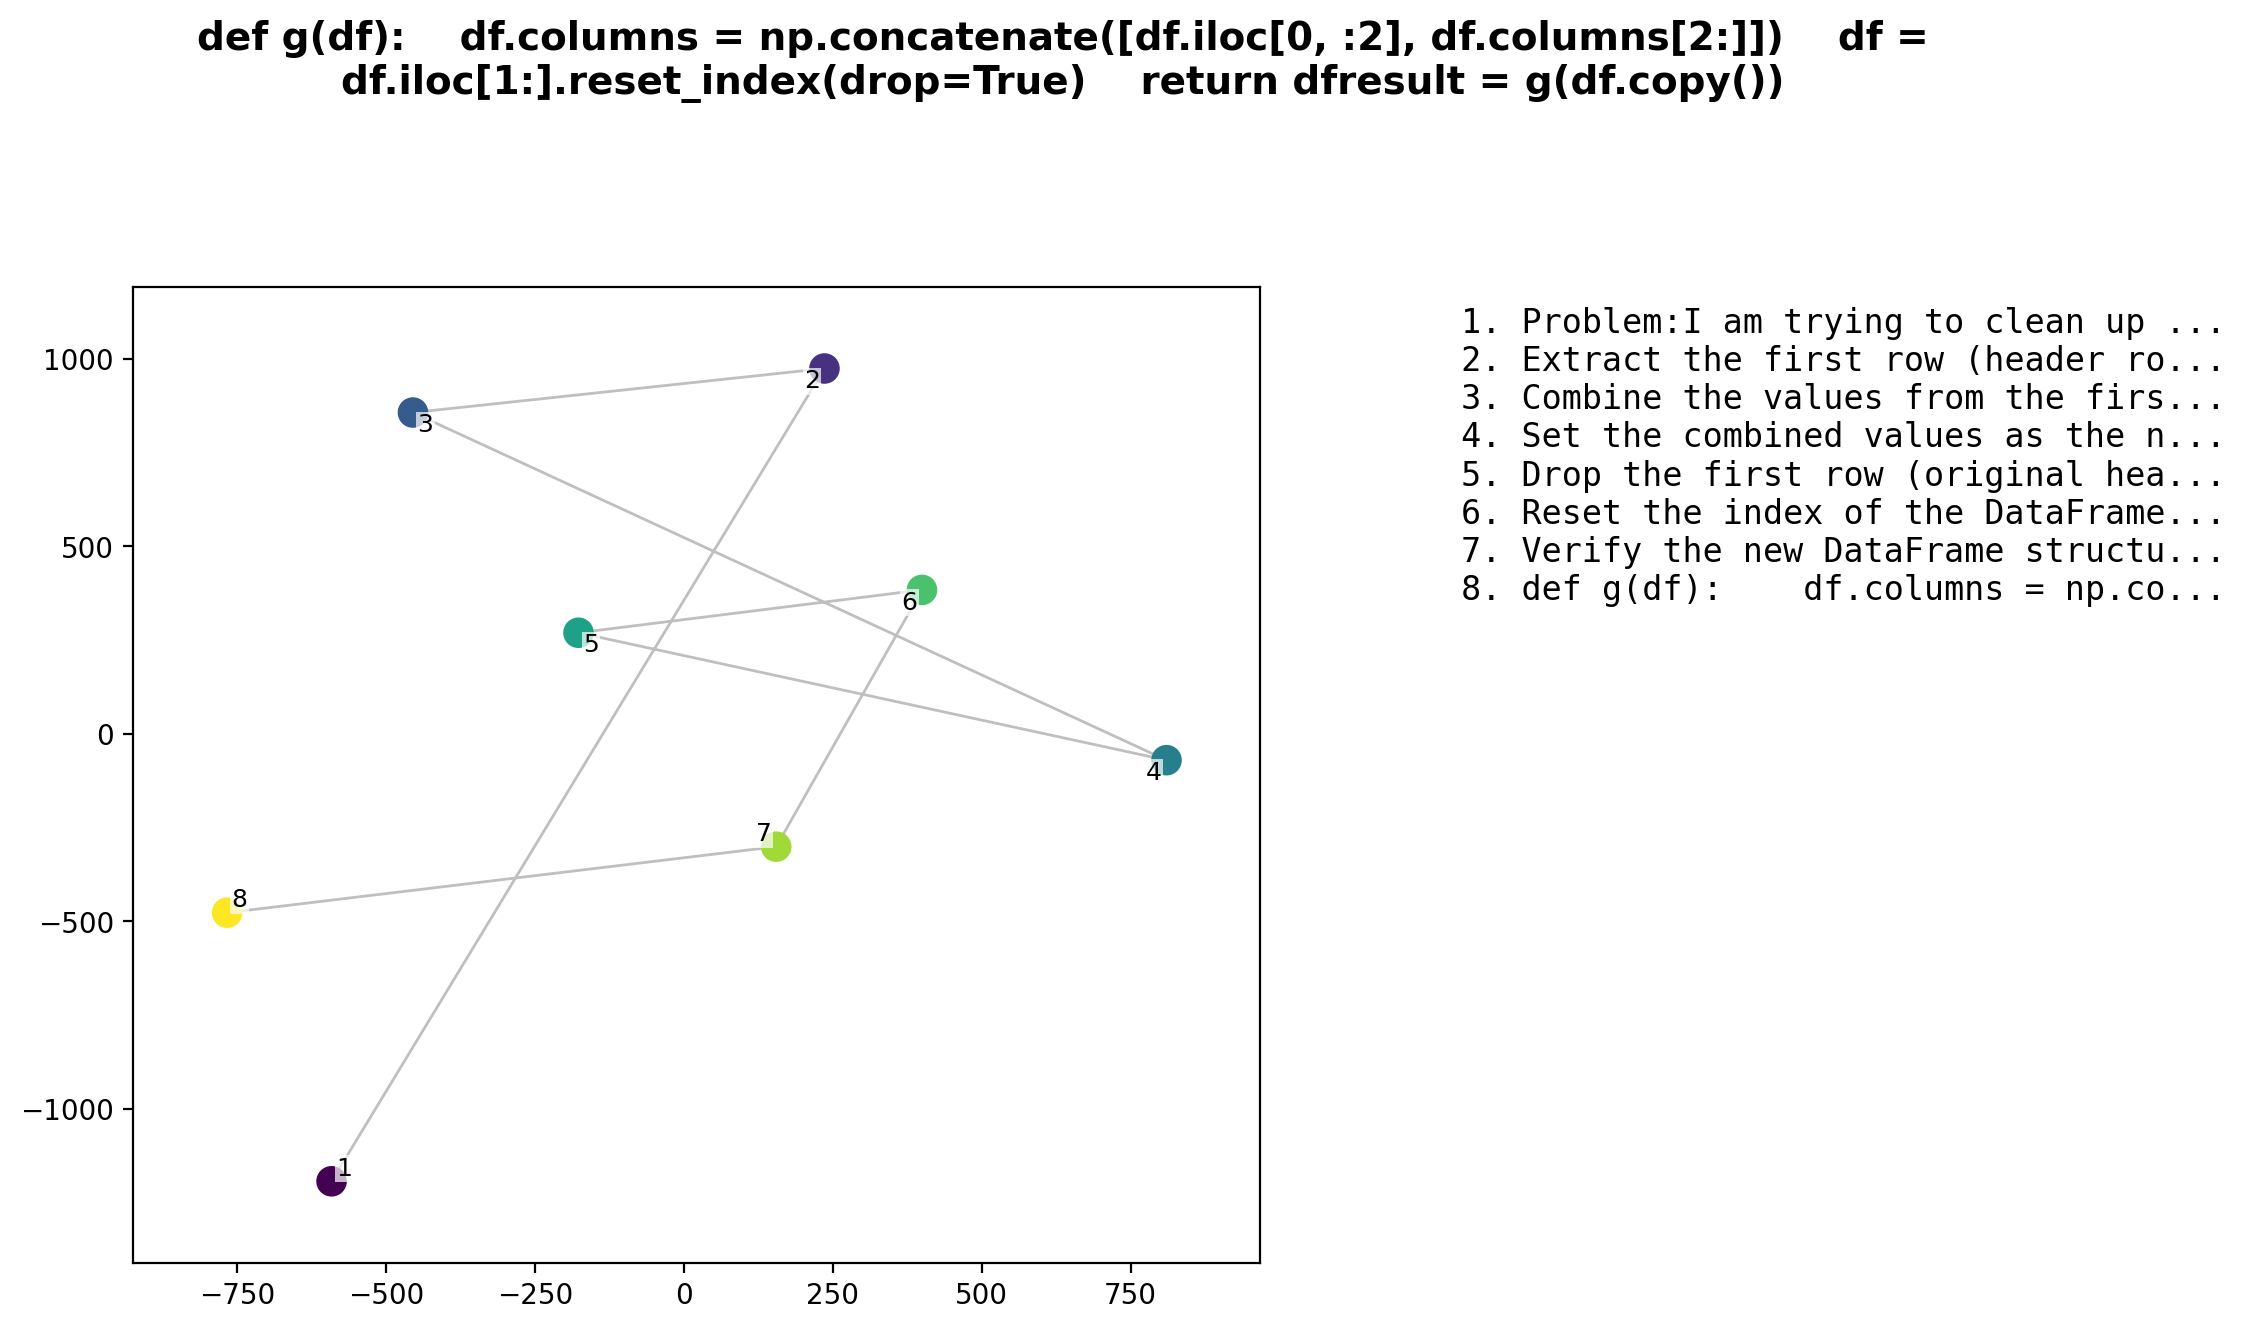 def g(df):    df.columns = np.concatenate([df.iloc[0, :2], df.columns[2:]])    df =
df.iloc[1:].reset_index(drop=True)    return dfresult = g(df.copy())
1. Problem:I am trying to clean up ...
2. Extract the first row (header ro...
3. Combine the values from the firs...
4. Set the combined values as the n...
5. Drop the first row (original hea...
6. Reset the index of the DataFrame...
7. Verify the new DataFrame structu...
8. def g(df):    df.columns = np.co...
1000
500
0
−500
−1000
2
3
6
5
4
7
8
1
−750
−500
−250
0
250
500
750